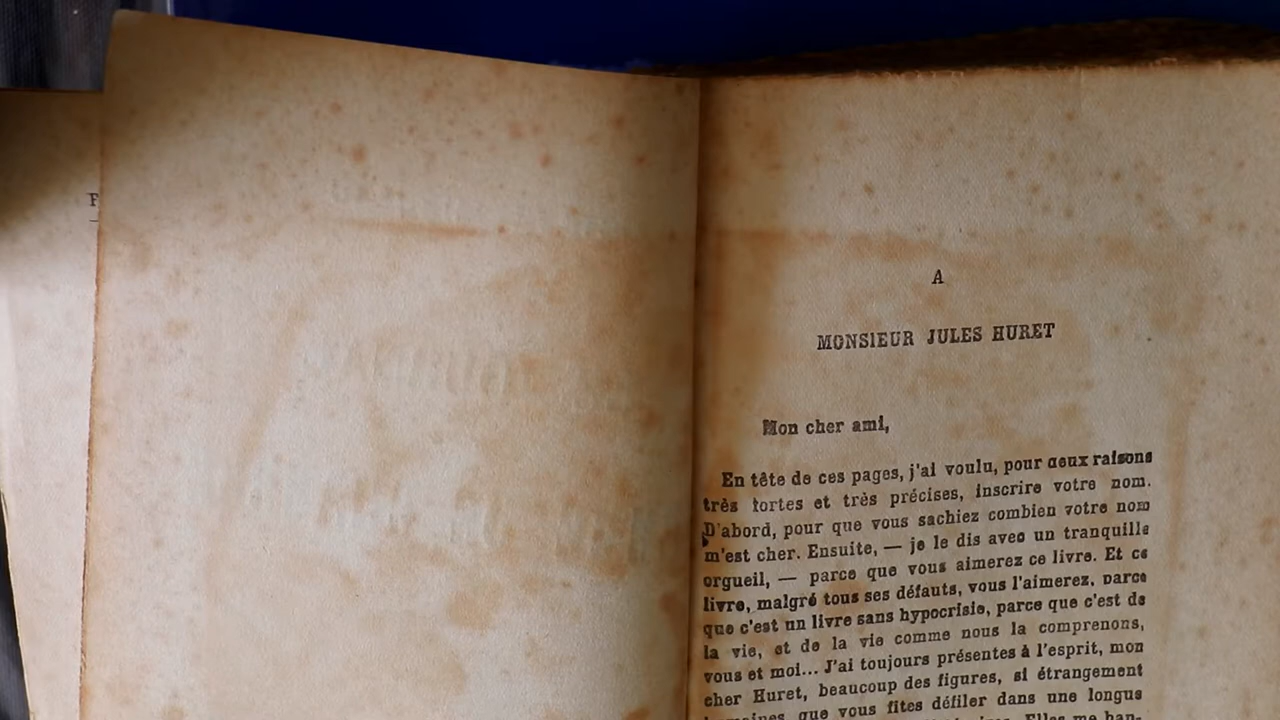 F
A
MONSIEUR JULES HURET
Mon cher ami,
En tête de ces pages, j'ai voulu, pour deux raisons
très fortes et très précises, inscrire votre nom.
D'abord, pour que vous sachiez combien votre nom
m'est cher. Ensuite, — je le dis avec un tranquille
orgueil, — parce que vous aimerez ce livre. Et ce
livre, malgré tous ses défauts, vous l'aimerez, parce
que c'est un livre sans hypocrisie, parce que c'est de
la vie, et de la vie comme nous la comprenons,
vous et moi... J'ai toujours présentes à l'esprit, mon
cher Huret, beaucoup des figures, si étrangement
humaines, que vous fîtes défiler dans une longue
Elles me han-